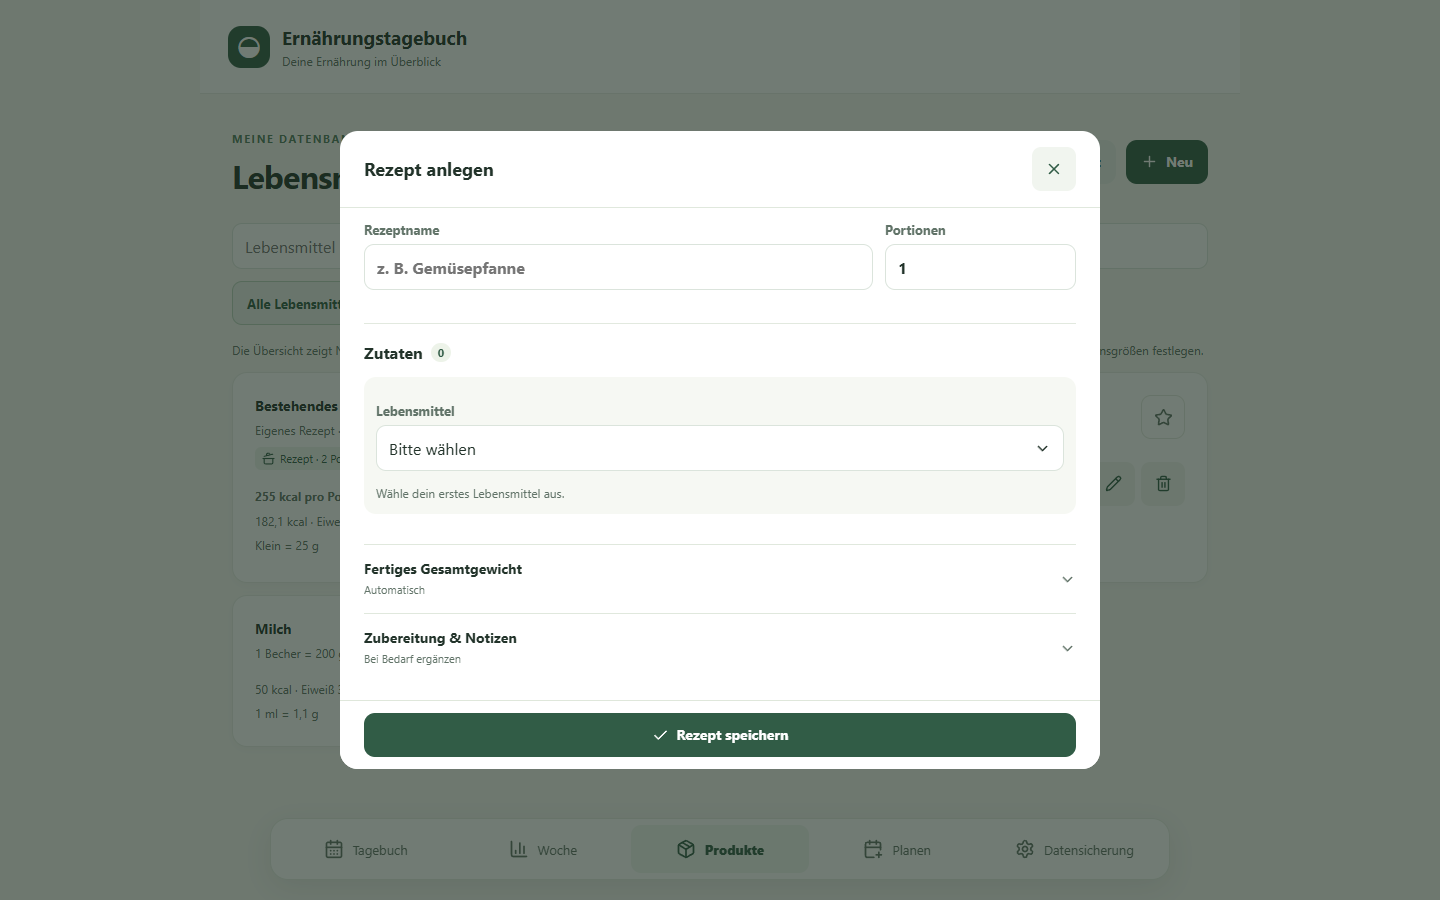 Ernährungstagebuch
Deine Ernährung im Überblick
MEINE DATENBA
Neu
Lebensmittel
Alle Lebensmitt
Die Übersicht zeigt
nsgrößen festlegen.
Bestehendes
Eigenes Rezept
Rezept · 2 Po
255 kcal pro Po
182,1 kcal · Eiwe
Klein = 25 g
Milch
1 Becher = 200
50 kcal · Eiweiß
1 ml = 1,1 g
Rezept anlegen
Rezeptname
Portionen
z. B. Gemüsepfanne
1
Zutaten 0
Lebensmittel
Bitte wählen
Wähle dein erstes Lebensmittel aus.
Fertiges Gesamtgewicht
Automatisch
Zubereitung & Notizen
Bei Bedarf ergänzen
Rezept speichern
Tagebuch
Woche
Produkte
Planen
Datensicherung